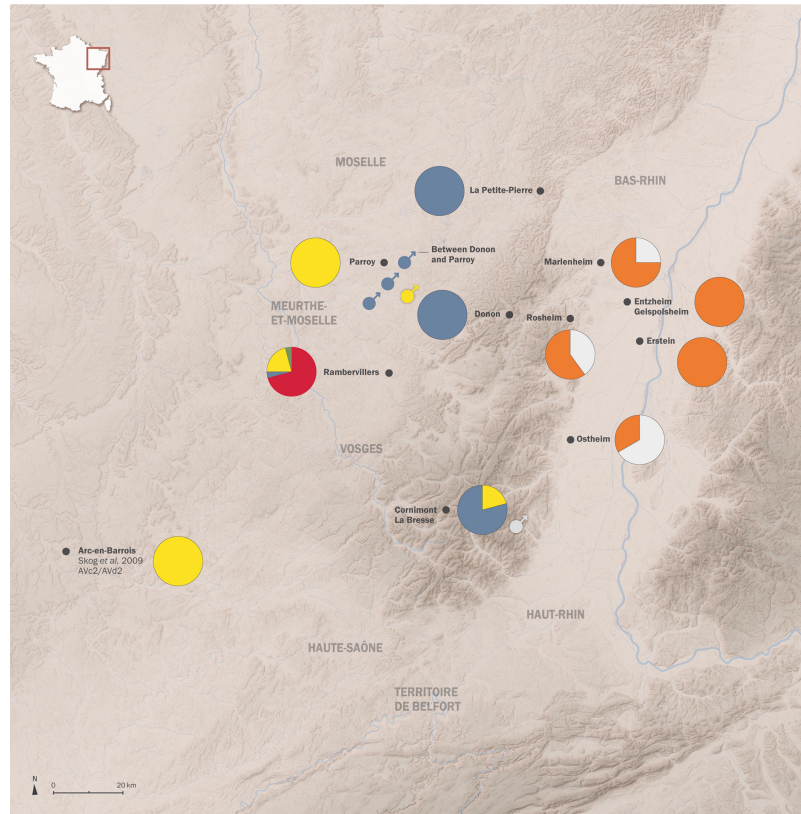 MOSELLE
BAS-RHIN
La Petite-Pierre
Between Donon
and Parroy
Parroy
Marlenheim
MEURTHE-
ET-MOSELLE
Donon
Rosheim
Entzheim
Geispolsheim
Erstein
Rambervillers
VOSGES
Ostheim
Cornimont
La Bresse
Arc-en-Barrois
Skog et al. 2009
AVc2/AVd2
HAUT-RHIN
HAUTE-SAÔNE
TERRITOIRE
DE BELFORT
N
0 20 km